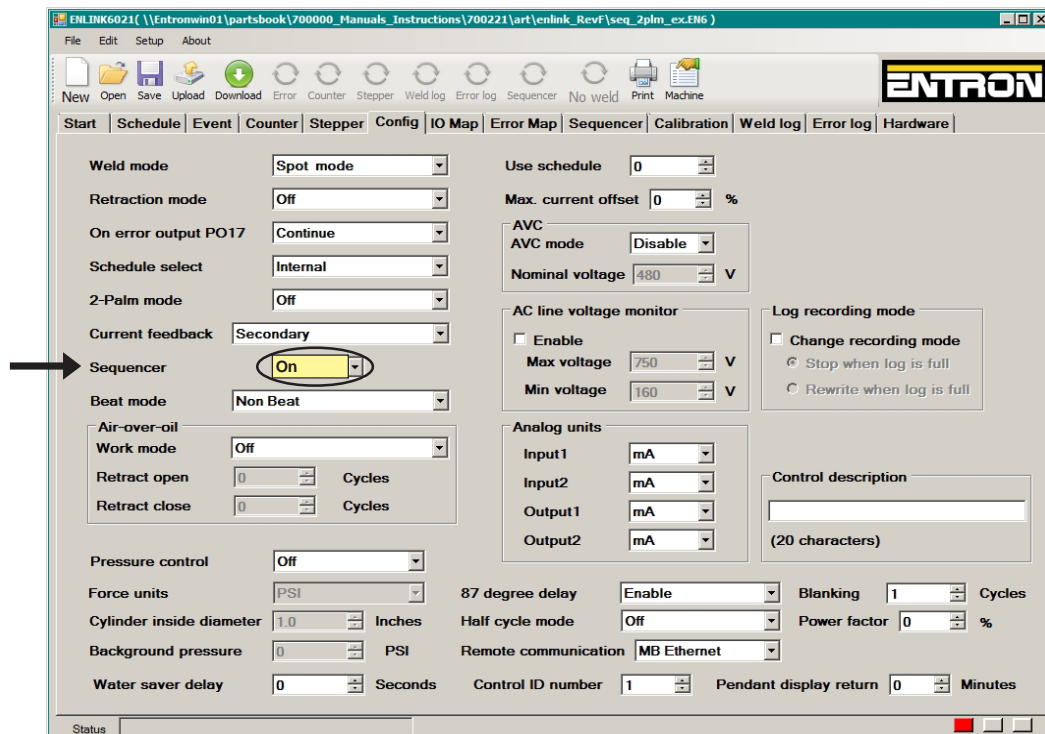 ENLINK6021( \\Entronwin01\partsbook\700000_Manuals_Instructions\700221\art\enlink_RevF\seq_2plm_ex.EN6 )
File Edit Setup About
New Open Save Upload Download Error Counter Stepper Weld log Error log Sequencer No weld Print Machine
ENTRON
Start Schedule Event Counter Stepper Config IO Map Error Map Sequencer Calibration Weld log Error log Hardware
Weld mode Spot mode
Retraction mode Off
On error output PO17 Continue
Schedule select Internal
2-Palm mode Off
Current feedback Secondary
Sequencer On
Beat mode Non Beat
Air-over-oil
Work mode Off
Retract open 0 Cycles
Retract close 0 Cycles
Use schedule 0
Max. current offset 0 %
AVC
AVC mode Disable
Nominal voltage 480 V
AC line voltage monitor
Enable
Max voltage 750 V
Min voltage 160 V
Log recording mode
Change recording mode
Stop when log is full
Rewrite when log is full
Analog units
Input1 mA
Input2 mA
Output1 mA
Output2 mA
Control description
(20 characters)
Pressure control Off
Force units PSI
Cylinder inside diameter 1.0 Inches
Background pressure 0 PSI
Water saver delay 0 Seconds
87 degree delay Enable
Half cycle mode Off
Remote communication MB Ethernet
Control ID number 1
Blanking 1 Cycles
Power factor 0 %
Pendant display return 0 Minutes
Status